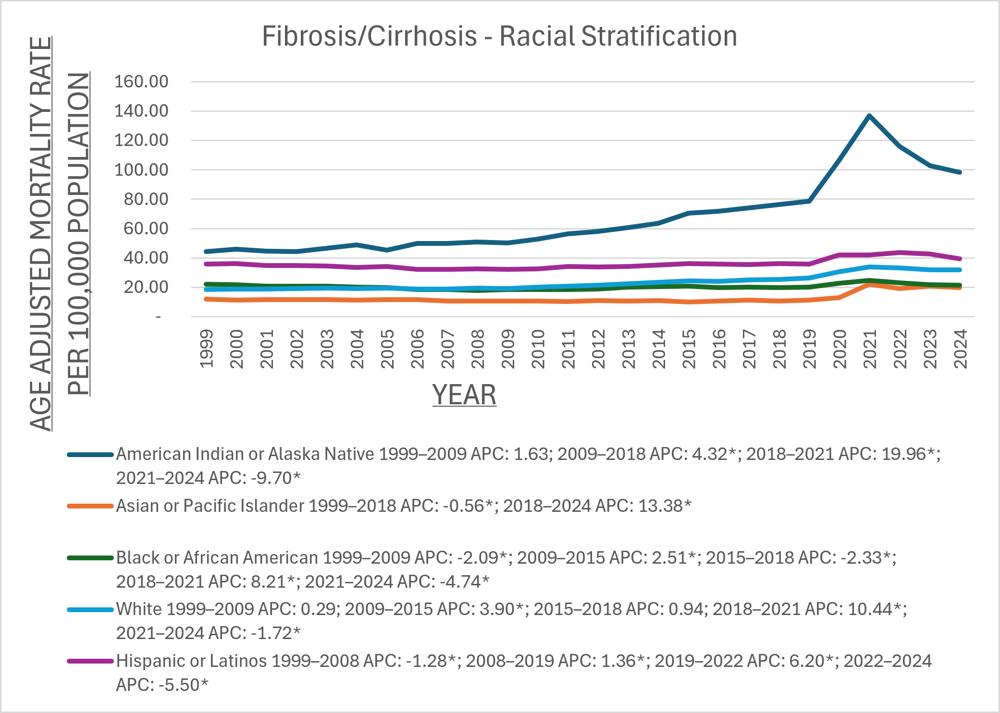 Fibrosis/Cirrhosis - Racial Stratification
AGE ADJUSTED MORTALITY RATE
PER 100,000 POPULATION
160.00
140.00
120.00
100.00
80.00
60.00
40.00
20.00
-
1999 2000 2001 2002 2003 2004 2005 2006 2007 2008 2009 2010 2011 2012 2013 2014 2015 2016 2017 2018 2019 2020 2021 2022 2023 2024
YEAR
American Indian or Alaska Native 1999–2009 APC: 1.63; 2009–2018 APC: 4.32*; 2018–2021 APC: 19.96*;
2021–2024 APC: -9.70*
Asian or Pacific Islander 1999–2018 APC: -0.56*; 2018–2024 APC: 13.38*
Black or African American 1999–2009 APC: -2.09*; 2009–2015 APC: 2.51*; 2015–2018 APC: -2.33*;
2018–2021 APC: 8.21*; 2021–2024 APC: -4.74*
White 1999–2009 APC: 0.29; 2009–2015 APC: 3.90*; 2015–2018 APC: 0.94; 2018–2021 APC: 10.44*;
2021–2024 APC: -1.72*
Hispanic or Latinos 1999–2008 APC: -1.28*; 2008–2019 APC: 1.36*; 2019–2022 APC: 6.20*; 2022–2024
APC: -5.50*